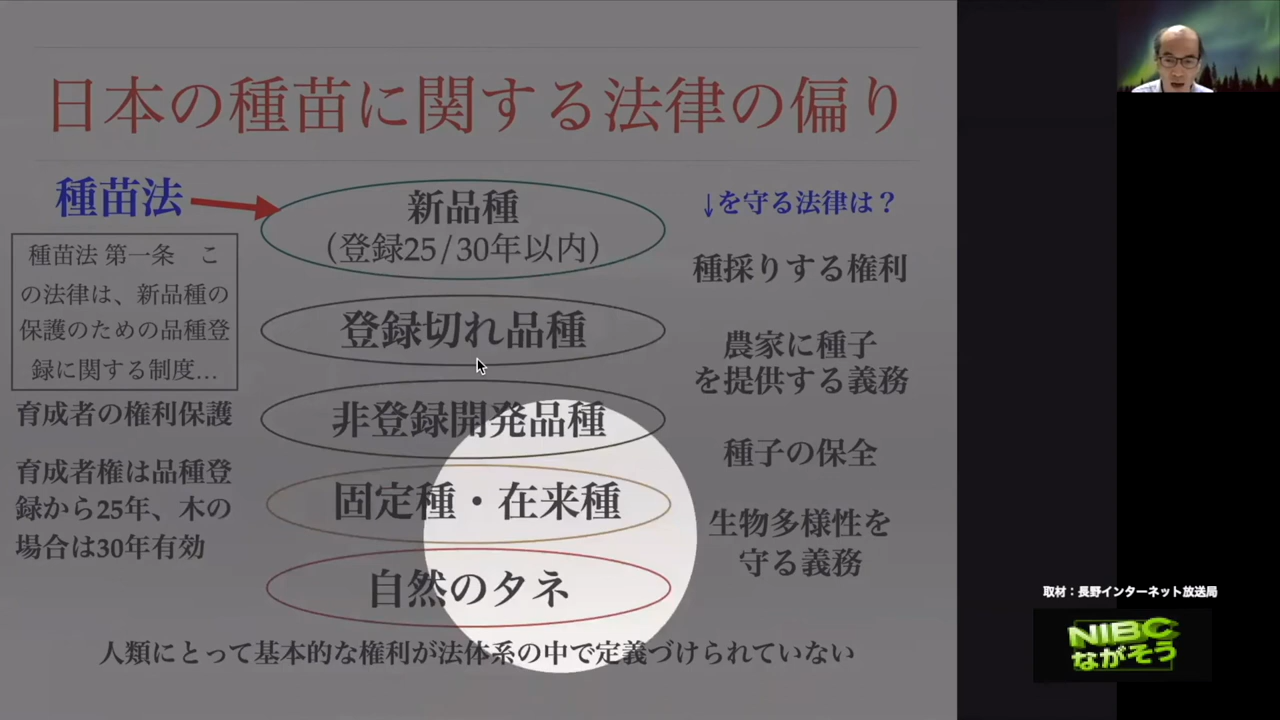 日本の種苗に関する法律の偏り
種苗法
種苗法 第一条　こ
の法律は、新品種の
保護のための品種登
録に関する制度…
育成者の権利保護
育成者権は品種登
録から25年、木の
場合は30年有効
新品種
（登録25/30年以内）
登録切れ品種
非登録開発品種
固定種・在来種
自然のタネ
↓を守る法律は？
種採りする権利
農家に種子
を提供する義務
種子の保全
生物多様性を
守る義務
人類にとって基本的な権利が法体系の中で定義づけられていない
取材：長野インターネット放送局
NIBC
ながそう